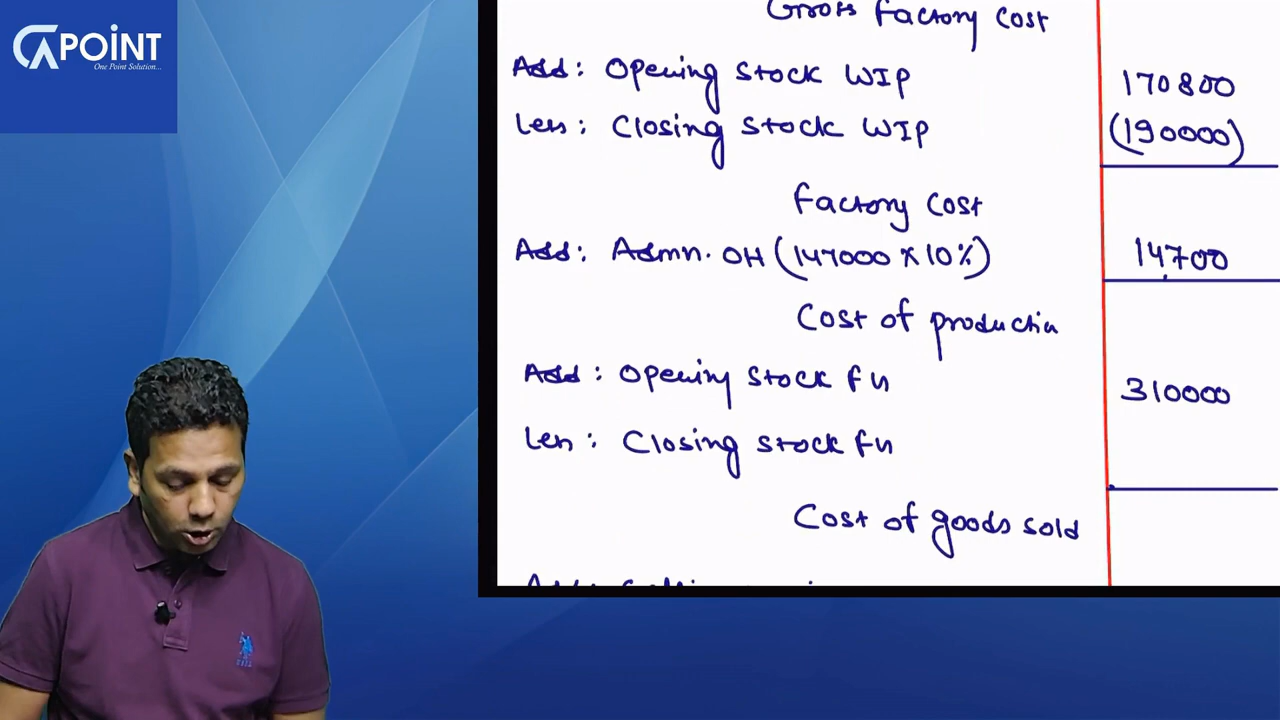 CAPOINT
One Point Solution...
Gross factory cost
Add: Opening stock WIP 170800
Less: Closing stock WIP (190000)
factory cost
Add: Admn. OH (147000 x 10%) 14700
Cost of production
Add: Opening stock FG 310000
Less: Closing stock FG
Cost of goods sold
Add: